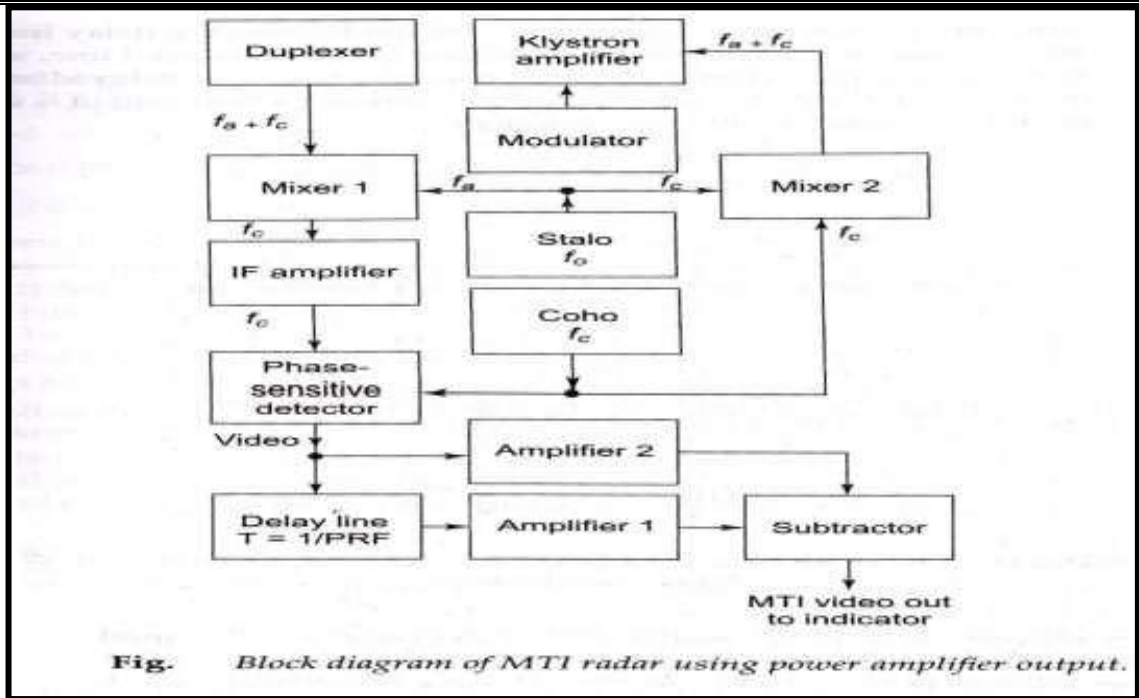 Duplexer
Klystron
amplifier
fa + fc
fa + fc
Modulator
Mixer 1
fa
fc
Mixer 2
fc
fc
Stalo
fo
IF amplifier
fc
Coho
fc
Phase-
sensitive
detector
Video
Amplifier 2
Delay line
T = 1/PRF
Amplifier 1
Subtractor
MTI video out
to indicator
Fig. Block diagram of MTI radar using power amplifier output.